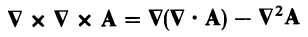 ∇ × ∇ × A = ∇(∇ · A) − ∇²A